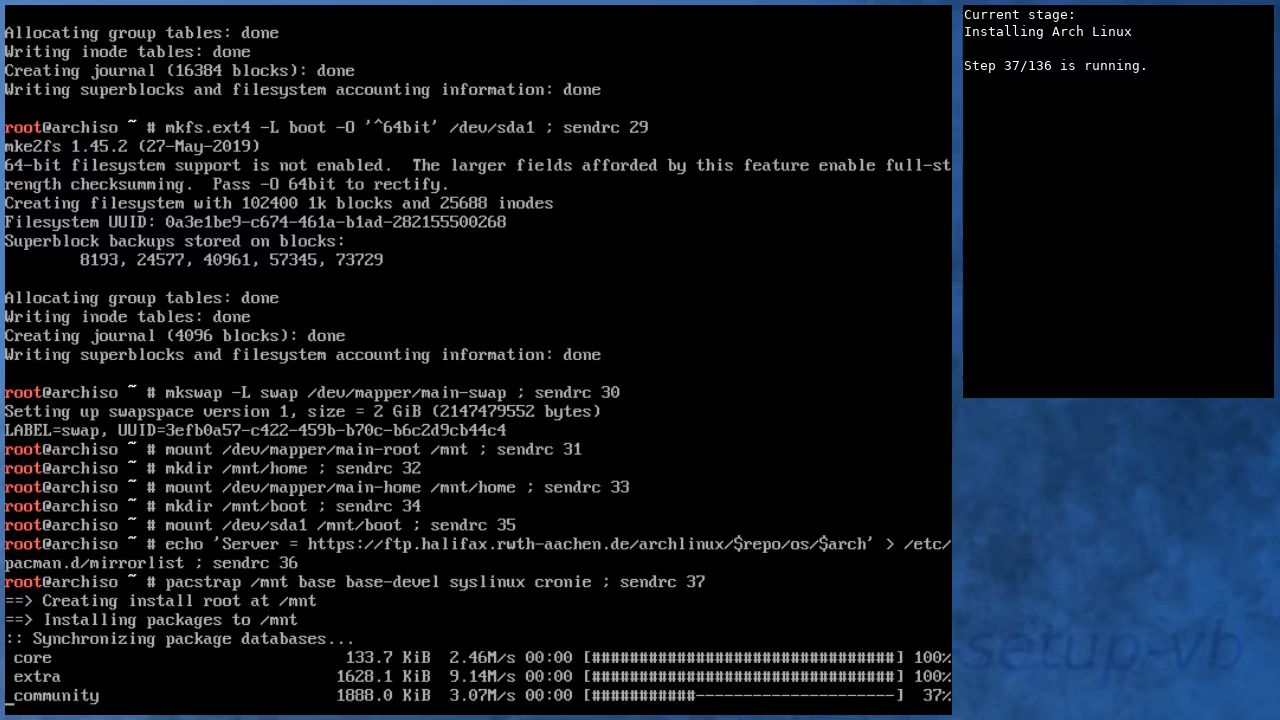 Allocating group tables: done
Writing inode tables: done
Creating journal (16384 blocks): done
Writing superblocks and filesystem accounting information: done
root@archiso ~ # mkfs.ext4 -L boot -O '^64bit' /dev/sda1 ; sendrc 29
mke2fs 1.45.2 (27-May-2019)
64-bit filesystem support is not enabled.  The larger fields afforded by this feature enable full-st
rength checksumming.  Pass -O 64bit to rectify.
Creating filesystem with 102400 1k blocks and 25688 inodes
Filesystem UUID: 0a3e1be9-c674-461a-b1ad-282155500268
Superblock backups stored on blocks:
        8193, 24577, 40961, 57345, 73729
Allocating group tables: done
Writing inode tables: done
Creating journal (4096 blocks): done
Writing superblocks and filesystem accounting information: done
root@archiso ~ # mkswap -L swap /dev/mapper/main-swap ; sendrc 30
Setting up swapspace version 1, size = 2 GiB (2147479552 bytes)
LABEL=swap, UUID=3efb0a57-c422-459b-b70c-b6c2d9cb44c4
root@archiso ~ # mount /dev/mapper/main-root /mnt ; sendrc 31
root@archiso ~ # mkdir /mnt/home ; sendrc 32
root@archiso ~ # mount /dev/mapper/main-home /mnt/home ; sendrc 33
root@archiso ~ # mkdir /mnt/boot ; sendrc 34
root@archiso ~ # mount /dev/sda1 /mnt/boot ; sendrc 35
root@archiso ~ # echo 'Server = https://ftp.halifax.rwth-aachen.de/archlinux/$repo/os/$arch' > /etc/
pacman.d/mirrorlist ; sendrc 36
root@archiso ~ # pacstrap /mnt base base-devel syslinux cronie ; sendrc 37
==> Creating install root at /mnt
==> Installing packages to /mnt
:: Synchronizing package databases...
 core                               133.7 KiB  2.46M/s 00:00 [################################] 100%
 extra                             1628.1 KiB  9.14M/s 00:00 [################################] 100%
 community                         1888.0 KiB  3.07M/s 00:00 [###########---------------------]  37%
Current stage:
Installing Arch Linux
Step 37/136 is running.
setup-vb